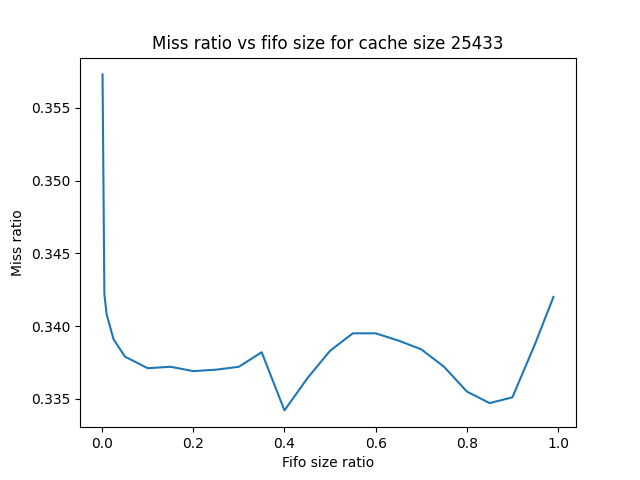 Miss ratio vs fifo size for cache size 25433
0.355
0.350
0.345
0.340
0.335
Miss ratio
0.0 0.2 0.4 0.6 0.8 1.0
Fifo size ratio